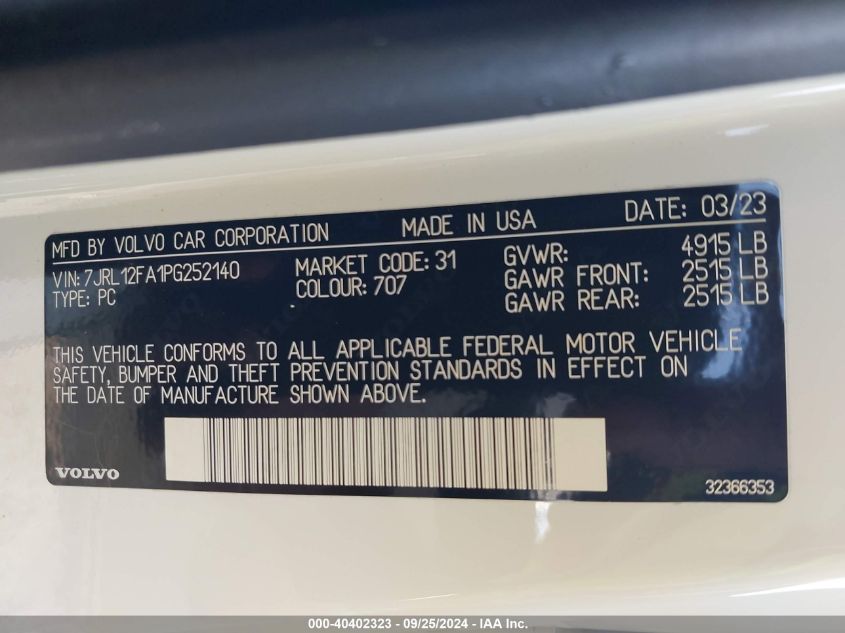 MFD BY VOLVO CAR CORPORATION MADE IN USA DATE: 03/23
VIN: 7JRL12FA1PG252140 MARKET CODE: 31 GVWR: 4915 LB
TYPE: PC COLOUR: 707 GAWR FRONT: 2515 LB
GAWR REAR: 2515 LB
THIS VEHICLE CONFORMS TO ALL APPLICABLE FEDERAL MOTOR VEHICLE
SAFETY, BUMPER AND THEFT PREVENTION STANDARDS IN EFFECT ON
THE DATE OF MANUFACTURE SHOWN ABOVE.
VOLVO
32366353
000-40402323 - 09/25/2024 - IAA Inc.